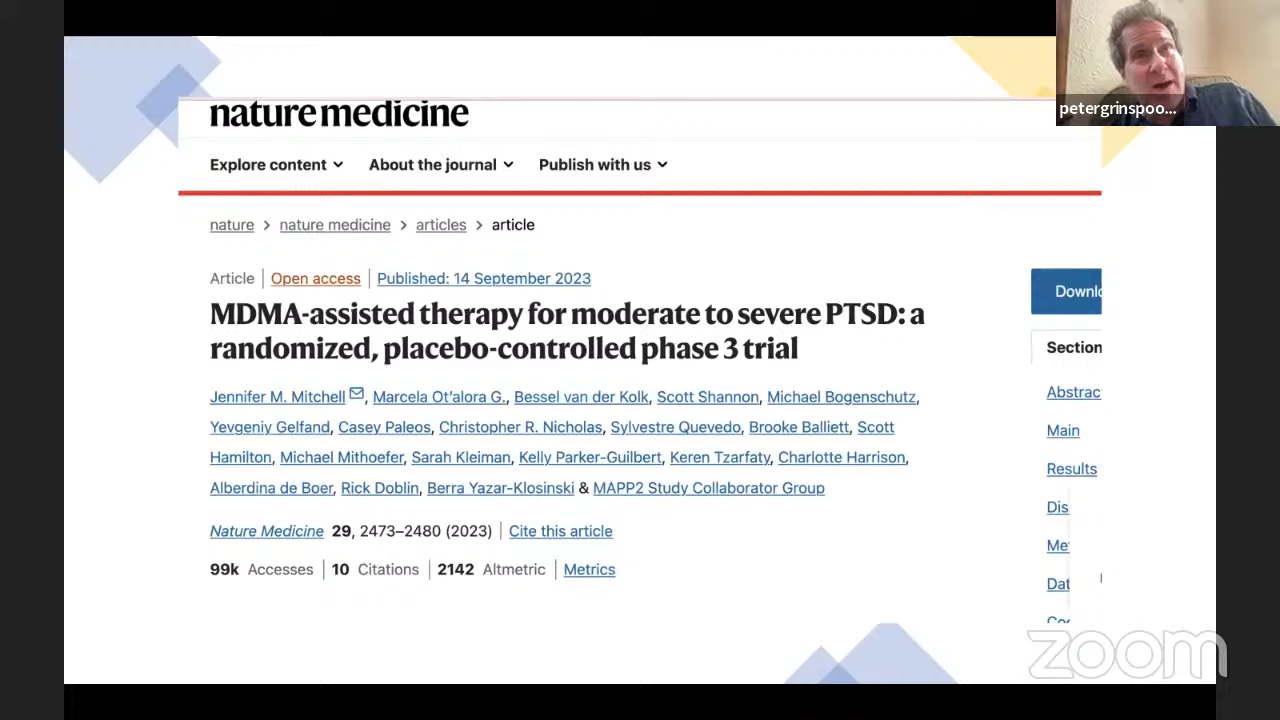 petergrinspoo...
nature medicine
Explore content
About the journal
Publish with us
nature > nature medicine > articles > article
Article | Open access | Published: 14 September 2023
MDMA-assisted therapy for moderate to severe PTSD: a
randomized, placebo-controlled phase 3 trial
Jennifer M. Mitchell, Marcela Ot'alora G., Bessel van der Kolk, Scott Shannon, Michael Bogenschutz,
Yevgeniy Gelfand, Casey Paleos, Christopher R. Nicholas, Sylvestre Quevedo, Brooke Balliett, Scott
Hamilton, Michael Mithoefer, Sarah Kleiman, Kelly Parker-Guilbert, Keren Tzarfaty, Charlotte Harrison,
Alberdina de Boer, Rick Doblin, Berra Yazar-Klosinski & MAPP2 Study Collaborator Group
Nature Medicine 29, 2473–2480 (2023) | Cite this article
99k Accesses | 10 Citations | 2142 Altmetric | Metrics
Downlo
Section
Abstrac
Main
Results
Dis
Me
Dat
zoom